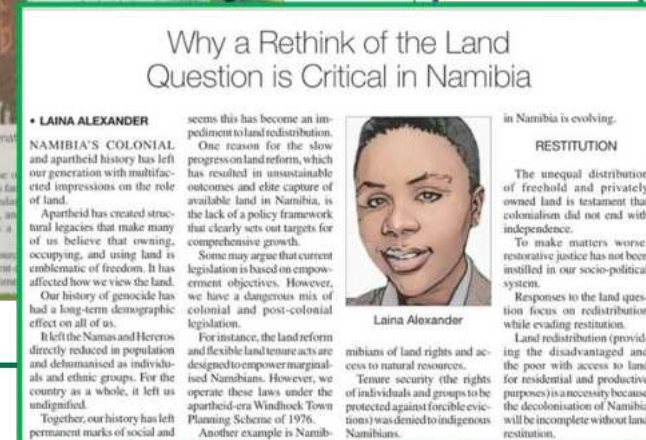 Why a Rethink of the Land
Question is Critical in Namibia
• LAINA ALEXANDER
NAMIBIA'S COLONIAL
and apartheid history has left
our generation with multifac-
eted impressions on the role
of land.
Apartheid has created struc-
tural legacies that make many
of us believe that owning,
occupying, and using land is
emblematic of freedom. It has
affected how we view the land.
Our history of genocide has
had a long-term demographic
effect on all of us.
It left the Namas and Hereros
directly reduced in population
and dehumanised as individu-
als and ethnic groups. For the
country as a whole, it left us
undignified.
Together, our history has left
permanent marks of social and
seems this has become an im-
pediment to land redistribution.
One reason for the slow
progress on land reform, which
has resulted in unsustainable
outcomes and elite capture of
available land in Namibia, is
the lack of a policy framework
that clearly sets out targets for
comprehensive growth.
Some may argue that current
legislation is based on empow-
erment objectives. However,
we have a dangerous mix of
colonial and post-colonial
legislation.
For instance, the land reform
and flexible land tenure acts are
designed to empower marginal-
ised Namibians. However, we
operate these laws under the
apartheid-era Windhoek Town
Planning Scheme of 1976.
Another example is Namib-
Laina Alexander
mibians of land rights and ac-
cess to natural resources.
Tenure security (the rights
of individuals and groups to be
protected against forcible evic-
tions) was denied to indigenous
Namibians.
in Namibia is evolving.
RESTITUTION
The unequal distribution
of freehold and privately
owned land is testament that
colonialism did not end with
independence.
To make matters worse,
restorative justice has not been
instilled in our socio-political
system.
Responses to the land ques-
tion focus on redistribution
while evading restitution.
Land redistribution (provid-
ing the disadvantaged and
the poor with access to land
for residential and productive
purposes) is a necessity because
the decolonisation of Namibia
will be incomplete without land
restitution.